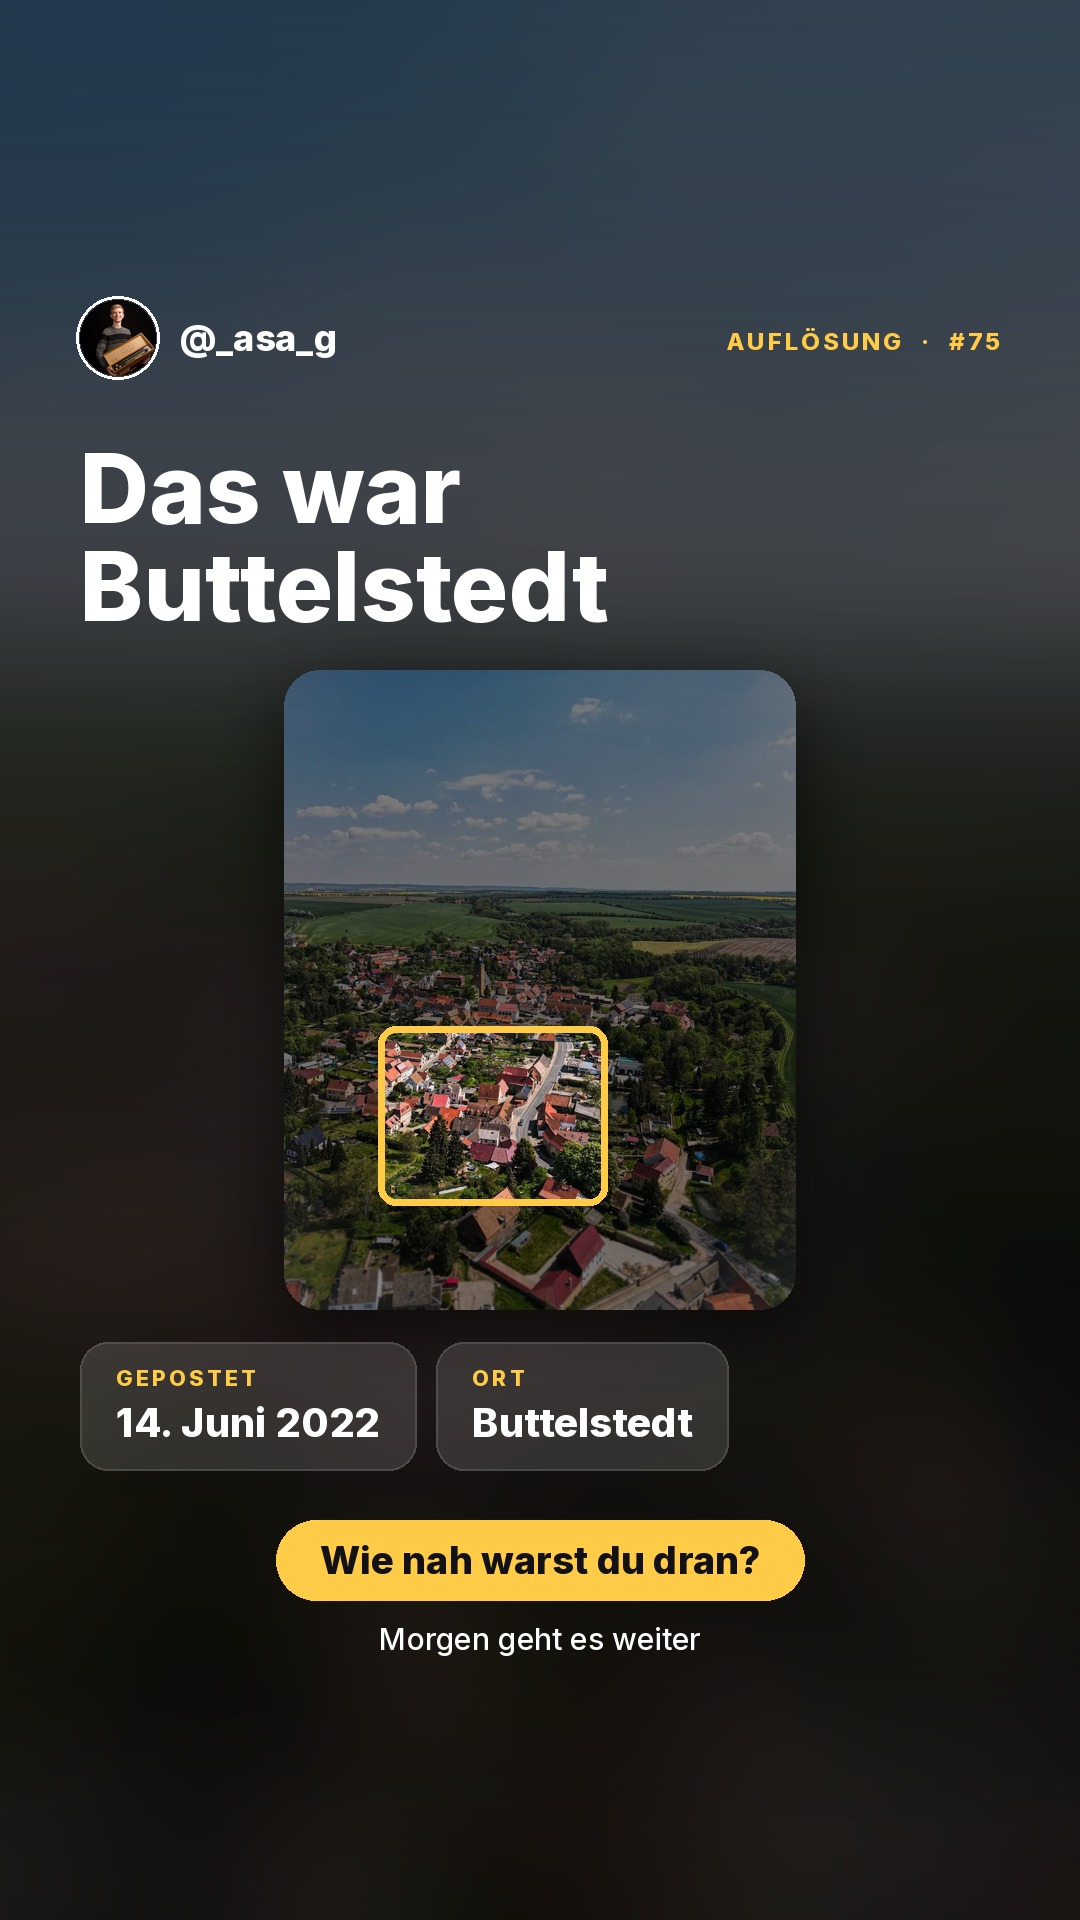 @_asa_g
AUFLÖSUNG · #75
Das war
Buttelstedt
GEPOSTET
14. Juni 2022
ORT
Buttelstedt
Wie nah warst du dran?
Morgen geht es weiter